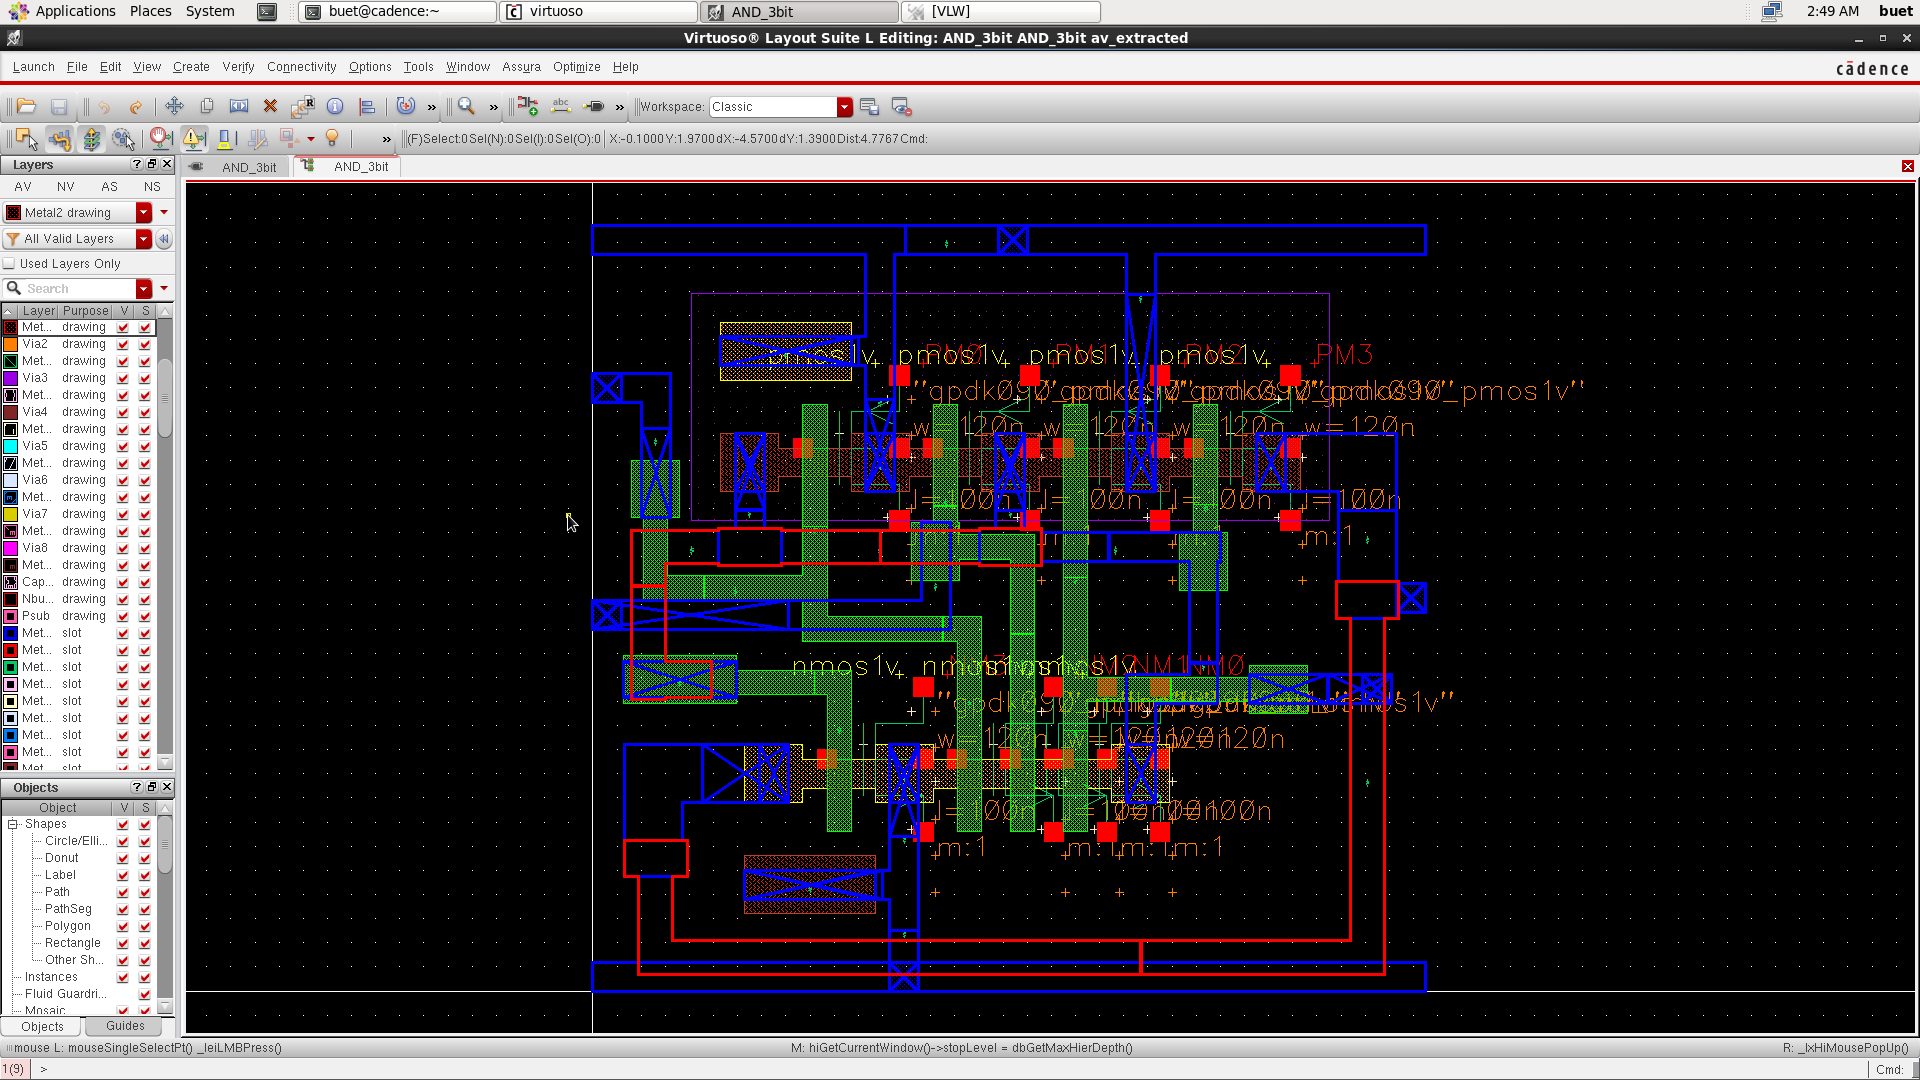 Applications Places System buet@cadence:~ virtuoso AND_3bit [VLW] 2:49 AM buet
Virtuoso® Layout Suite L Editing: AND_3bit AND_3bit av_extracted
Launch File Edit View Create Verify Connectivity Options Tools Window Assura Optimize Help cādence
Workspace: Classic
(F)Select:0 Sel(N):0 Sel(I):0 Sel(O):0 X:-0.1000 Y:1.9700 dX:-4.5700 dY:1.3900 Dist:4.7767 Cmd:
Layers
AND_3bit AND_3bit
AV NV AS NS
Metal2 drawing
All Valid Layers
Used Layers Only
Search
Layer Purpose V S
Met... drawing
Via2 drawing
Met... drawing
Via3 drawing
Met... drawing
Via4 drawing
Met... drawing
Via5 drawing
Met... drawing
Via6 drawing
Met... drawing
Via7 drawing
Met... drawing
Via8 drawing
Met... drawing
Cap... drawing
Nbu... drawing
Psub drawing
Met... slot
Met... slot
Met... slot
Met... slot
Met... slot
Met... slot
Met... slot
Met... slot
Met... slot
Objects
Object V S
Shapes
Circle/Elli...
Donut
Label
Path
PathSeg
Polygon
Rectangle
Other Sh...
Instances
Fluid Guardri...
Mosaic
Objects Guides
pmos1v pmos1v pmos1v PM3
"gpdk090_pmos1v"
w=120n w=120n w=120n w=120n
l=100n l=100n l=100n l=100n
m:1
nmos1v nmos1v NM1 NM0
w=120n
l=100n
m:1 m:1
mouse L: mouseSingleSelectPt() _leiLMBPress() M: hiGetCurrentWindow()->stopLevel = dbGetMaxHierDepth() R: _lxHiMousePopUp()
1(9) > Cmd: